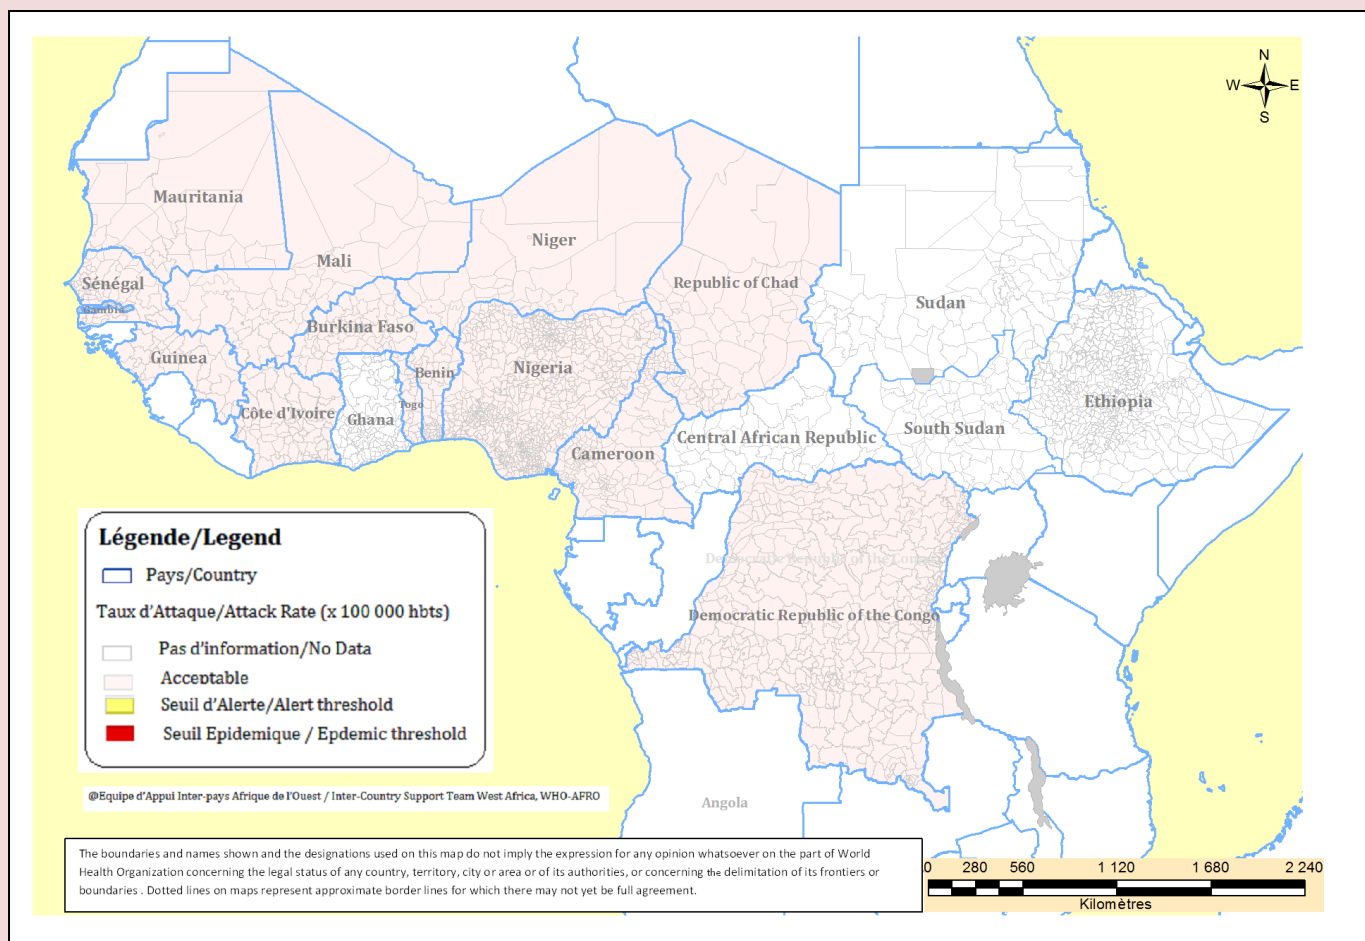 N
W E
S
Mauritania
Niger
Mali
Republic of Chad
Sénégal
Gambia
Sudan
Burkina Faso
Guinea
Nigeria
Benin
Ethiopia
Togo
Côte d'Ivoire
Ghana
South Sudan
Central African Republic
Cameroon
Légende/Legend
Pays/Country
Taux d'Attaque/Attack Rate (x 100 000 hbts)
Pas d'information/No Data
Acceptable
Seuil d'Alerte/Alert threshold
Seuil Epidemique / Epdemic threshold
Democratic Republic of the Congo
Democratic Republic of the Congo
@Equipe d'Appui Inter-pays Afrique de l'Ouest / Inter-Country Support Team West Africa, WHO-AFRO
Angola
The boundaries and names shown and the designations used on this map do not imply the expression for any opinion whatsoever on the part of World
Health Organization concerning the legal status of any country, territory, city or area or of its authorities, or concerning the delimitation of its frontiers or
boundaries . Dotted lines on maps represent approximate border lines for which there may not yet be full agreement.
0 280 560 1 120 1 680 2 240
Kilomètres